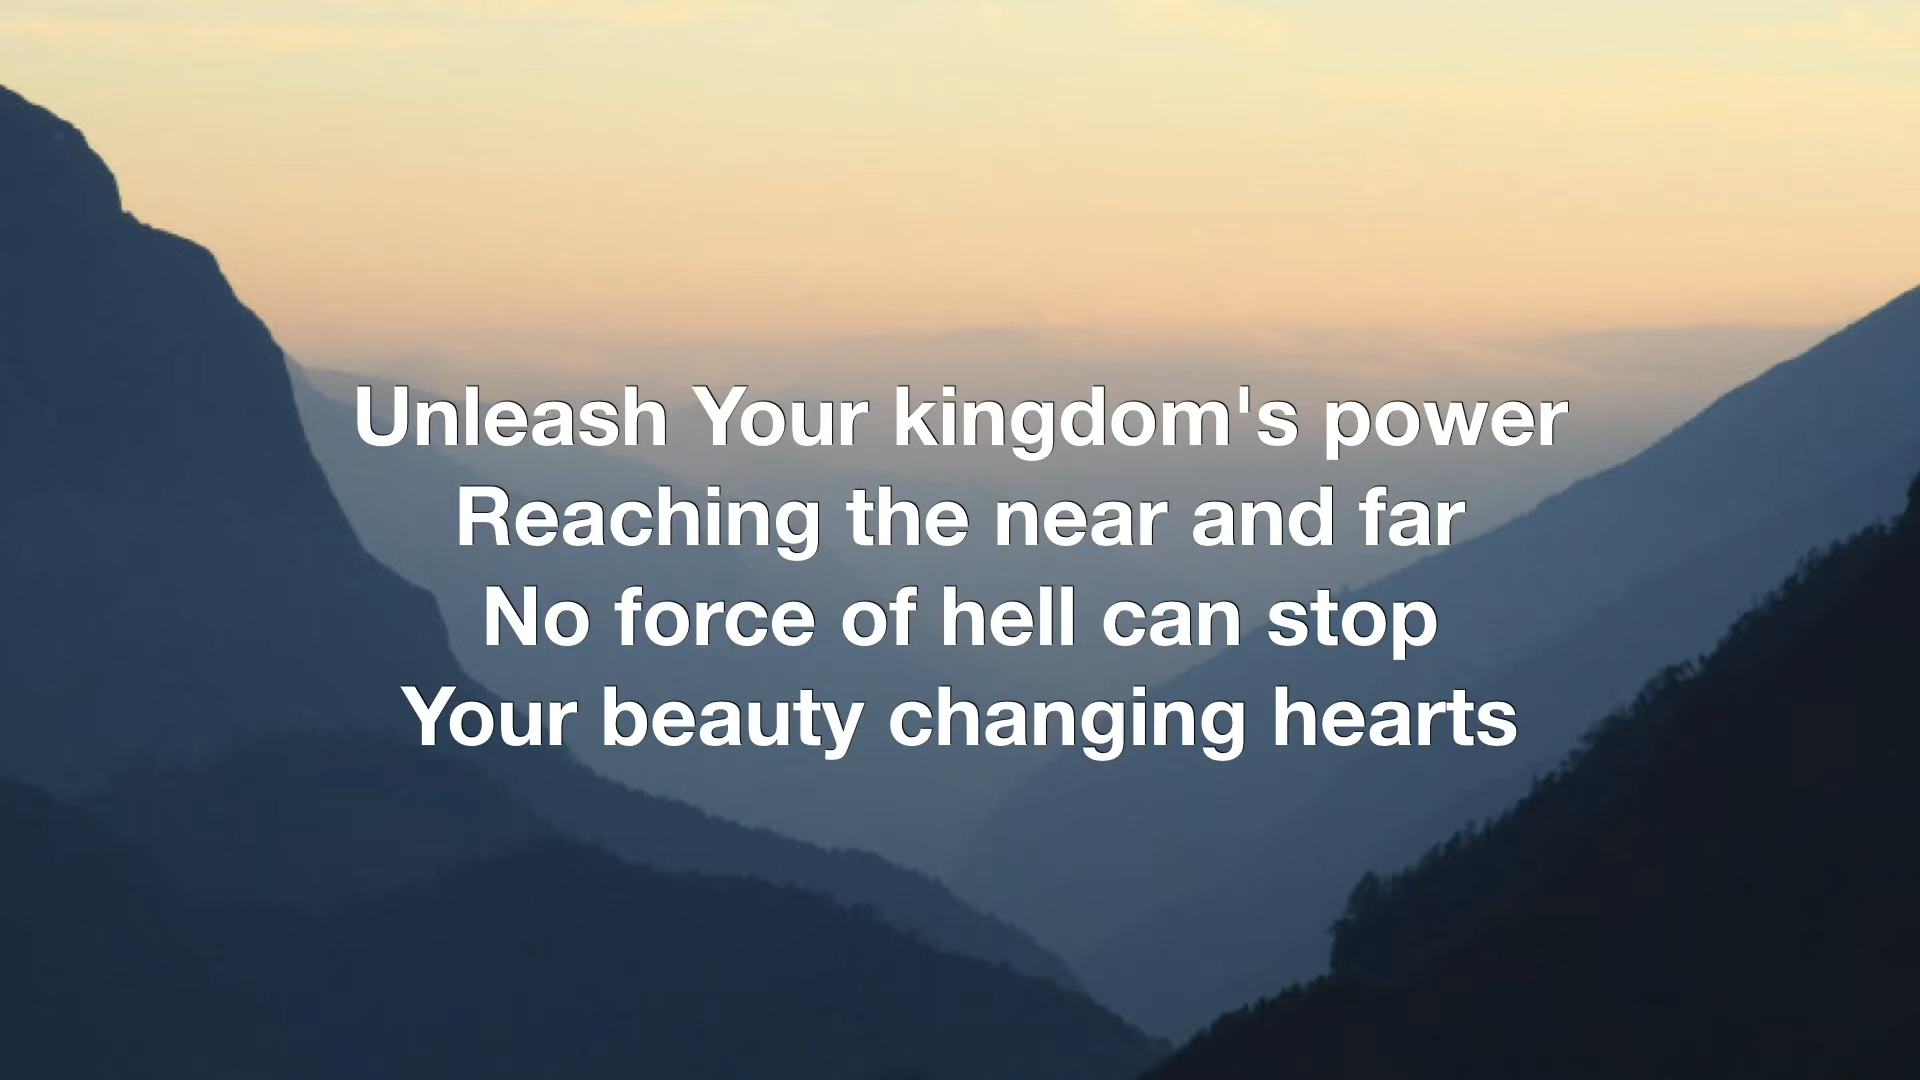 Unleash Your kingdom's power
Reaching the near and far
No force of hell can stop
Your beauty changing hearts